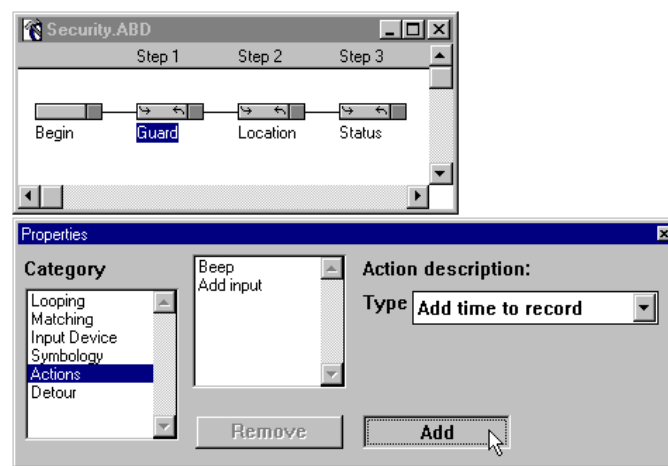 Security.ABD
Step 1 Step 2 Step 3
Begin Guard Location Status
Properties
Category
Looping
Matching
Input Device
Symbology
Actions
Detour
Beep
Add input
Action description:
Type Add time to record
Remove Add